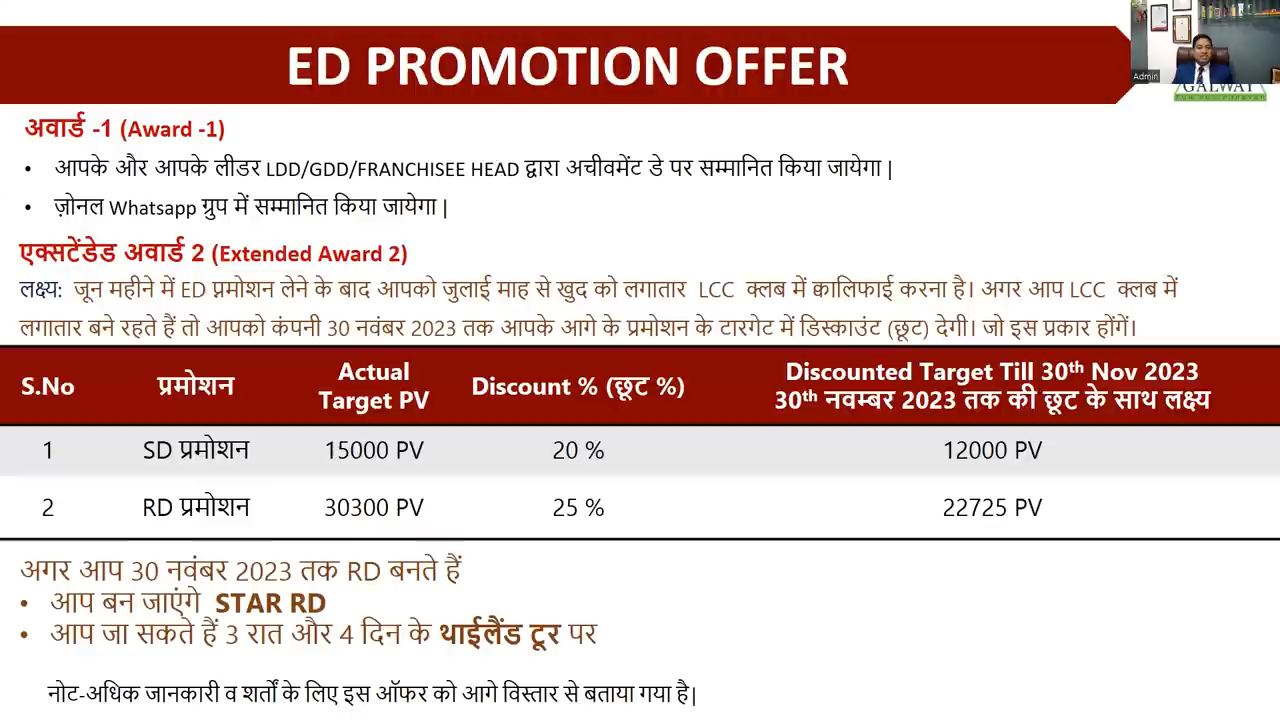 ED PROMOTION OFFER
Admin
GALWAY
अवार्ड -1 (Award -1)
• आपके और आपके लीडर LDD/GDD/FRANCHISEE HEAD द्वारा अचीवमेंट डे पर सम्मानित किया जायेगा |
• ज़ोनल Whatsapp ग्रुप में सम्मानित किया जायेगा |
एक्सटेंडेड अवार्ड 2 (Extended Award 2)
लक्ष्य: जून महीने में ED प्रमोशन लेने के बाद आपको जुलाई माह से खुद को लगातार LCC क्लब में क्वालिफाई करना है। अगर आप LCC क्लब में
लगातार बने रहते हैं तो आपको कंपनी 30 नवंबर 2023 तक आपके आगे के प्रमोशन के टारगेट में डिस्काउंट (छूट) देगी। जो इस प्रकार होंगें।
S.No प्रमोशन Actual Target PV Discount % (छूट %) Discounted Target Till 30th Nov 2023
30th नवम्बर 2023 तक की छूट के साथ लक्ष्य
1 SD प्रमोशन 15000 PV 20 % 12000 PV
2 RD प्रमोशन 30300 PV 25 % 22725 PV
अगर आप 30 नवंबर 2023 तक RD बनते हैं
• आप बन जाएंगे STAR RD
• आप जा सकते हैं 3 रात और 4 दिन के थाईलैंड टूर पर
नोट-अधिक जानकारी व शर्तों के लिए इस ऑफर को आगे विस्तार से बताया गया है|